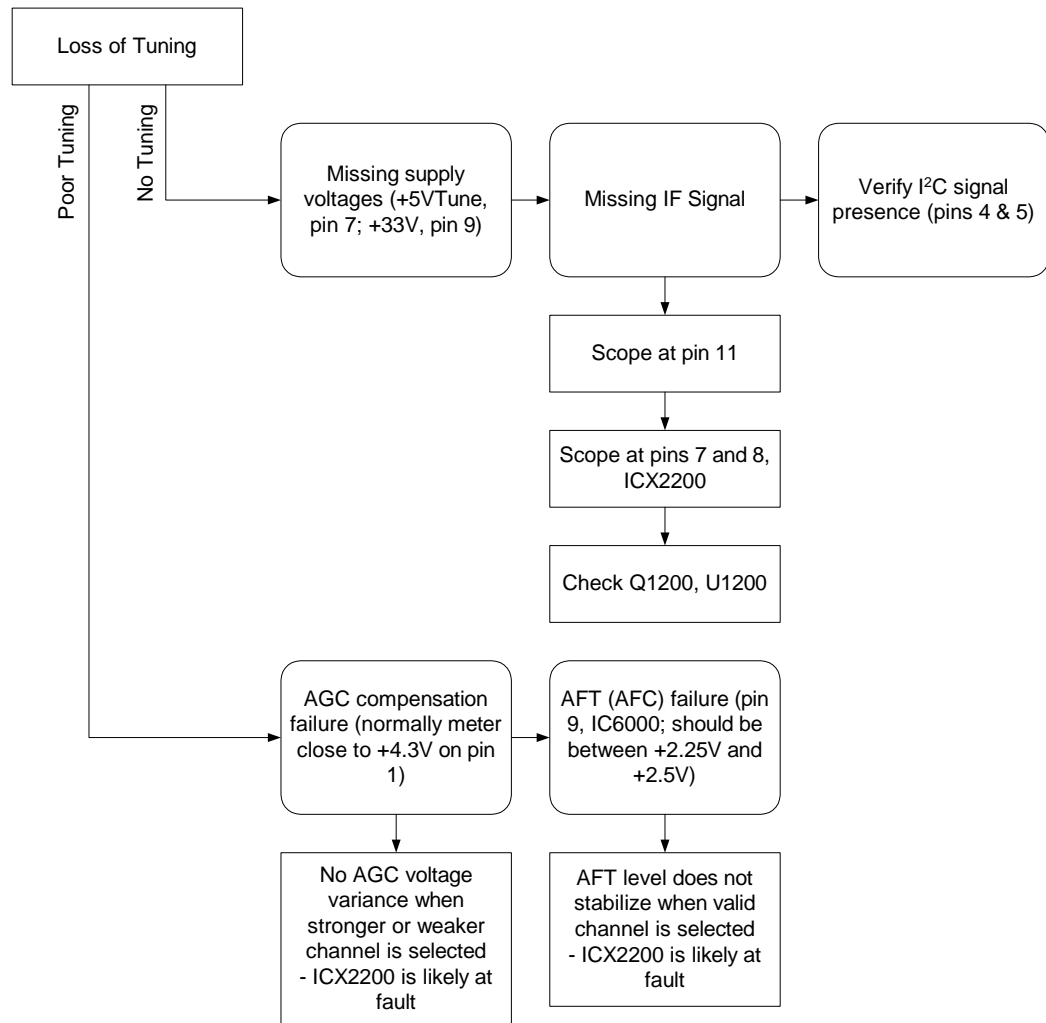 Loss of Tuning
Poor Tuning
No Tuning
Missing supply
voltages (+5VTune,
pin 7; +33V, pin 9)
Missing IF Signal
Verify I²C signal
presence (pins 4 & 5)
Scope at pin 11
Scope at pins 7 and 8,
ICX2200
Check Q1200, U1200
AGC compensation
failure (normally meter
close to +4.3V on pin
1)
AFT (AFC) failure (pin
9, IC6000; should be
between +2.25V and
+2.5V)
No AGC voltage
variance when
stronger or weaker
channel is selected
- ICX2200 is likely at
fault
AFT level does not
stabilize when valid
channel is selected
- ICX2200 is likely at
fault